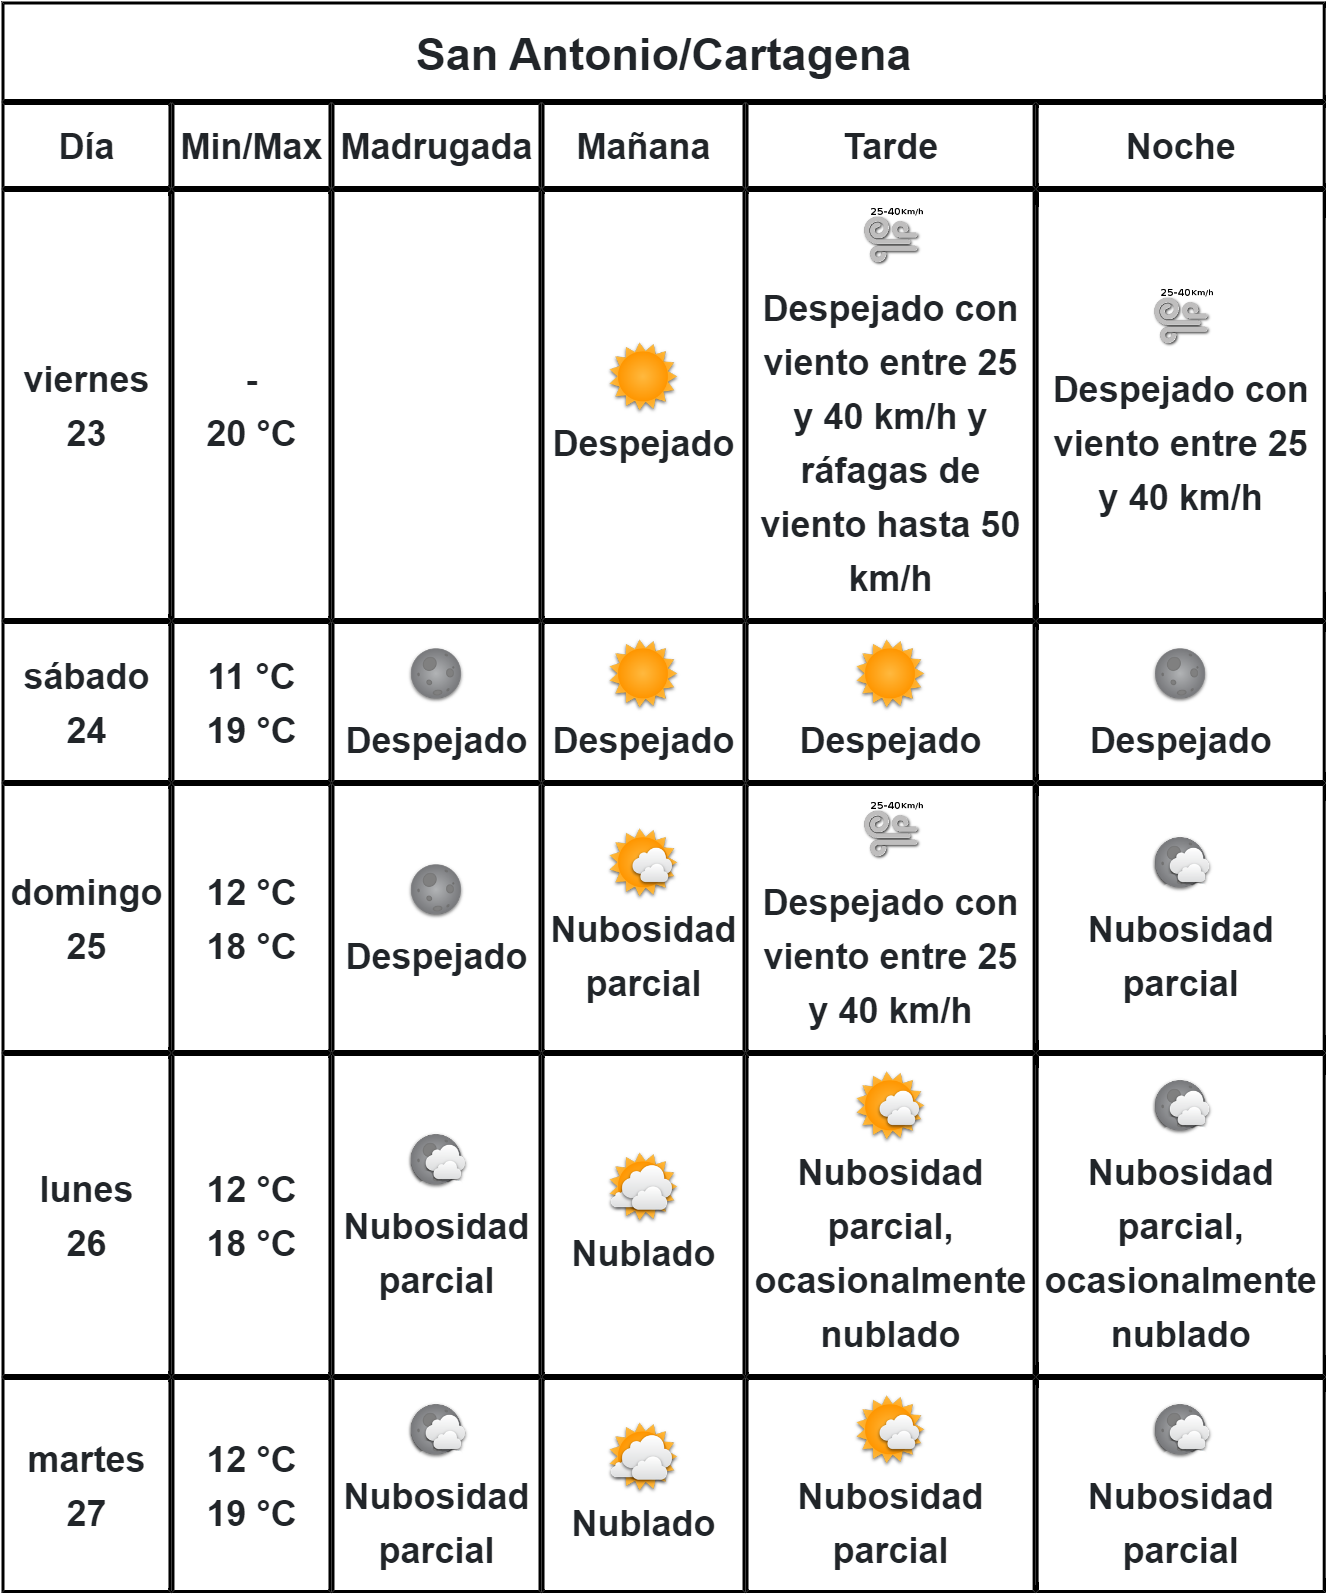 San Antonio/Cartagena
Día
Min/Max
Madrugada
Mañana
Tarde
Noche
viernes
23
-
20 °C
Despejado
25-40Km/h
Despejado con
viento entre 25
y 40 km/h y
ráfagas de
viento hasta 50
km/h
25-40Km/h
Despejado con
viento entre 25
y 40 km/h
sábado
24
11 °C
19 °C
Despejado
Despejado
Despejado
Despejado
domingo
25
12 °C
18 °C
Despejado
Nubosidad
parcial
25-40Km/h
Despejado con
viento entre 25
y 40 km/h
Nubosidad
parcial
lunes
26
12 °C
18 °C
Nubosidad
parcial
Nublado
Nubosidad
parcial,
ocasionalmente
nublado
Nubosidad
parcial,
ocasionalmente
nublado
martes
27
12 °C
19 °C
Nubosidad
parcial
Nublado
Nubosidad
parcial
Nubosidad
parcial